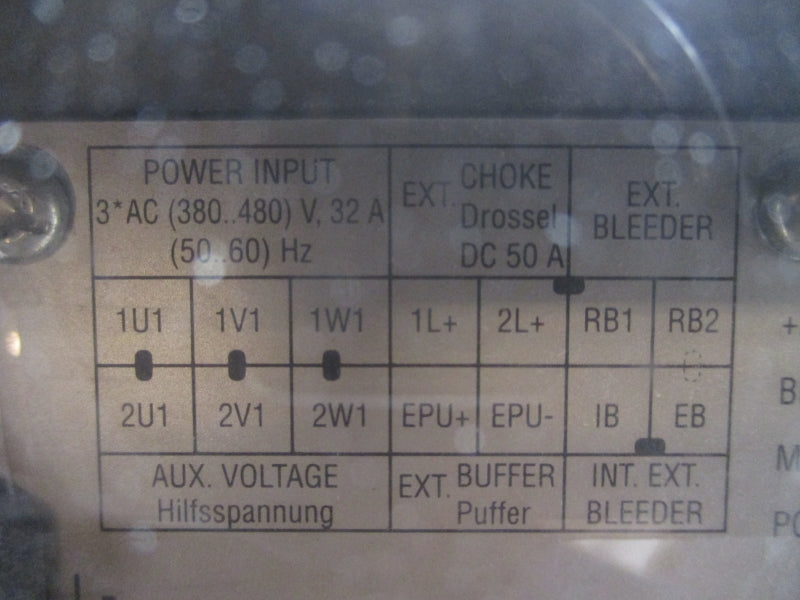 POWER INPUT
3*AC (380..480) V, 32 A
(50..60) Hz
EXT. CHOKE
Drossel
DC 50 A
EXT.
BLEEDER
1U1 1V1 1W1 1L+ 2L+ RB1 RB2
2U1 2V1 2W1 EPU+ EPU- IB EB
AUX. VOLTAGE
Hilfsspannung
EXT. BUFFER
Puffer
INT. EXT.
BLEEDER
+
B